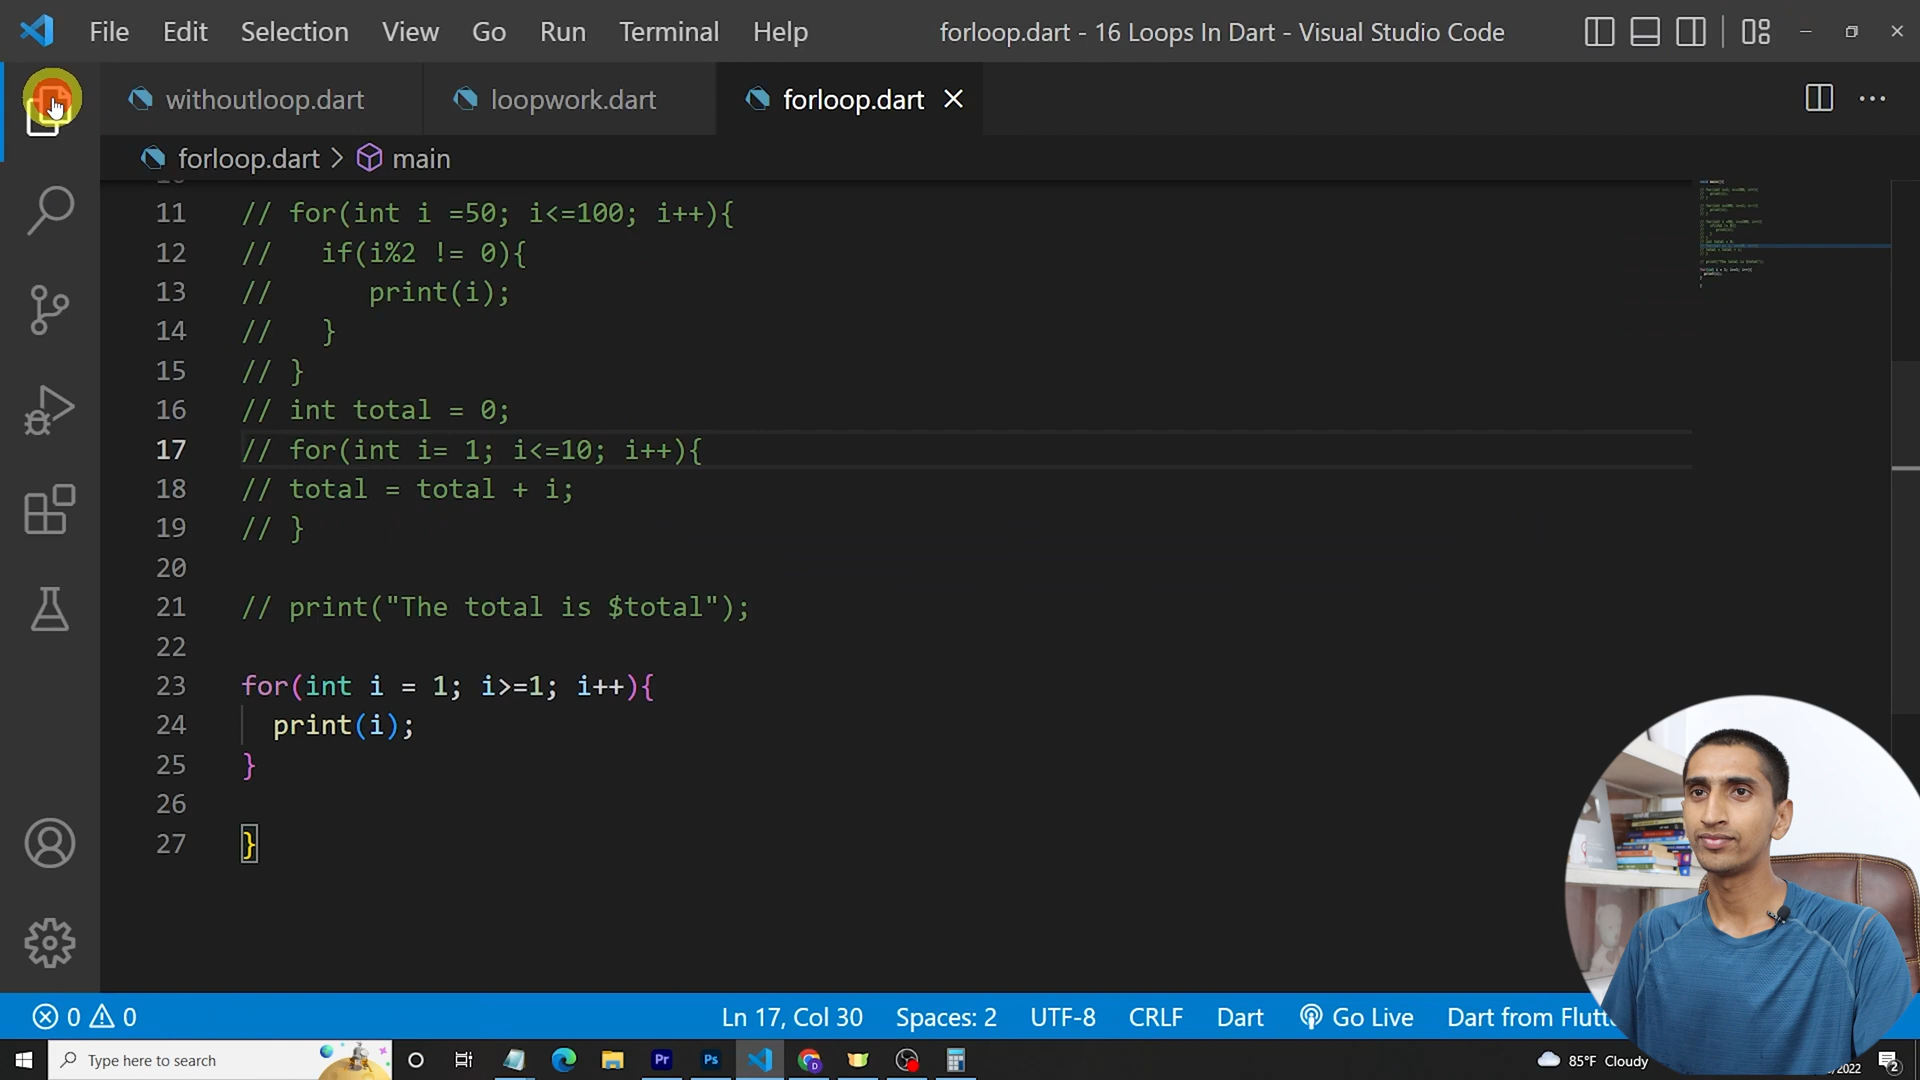 File Edit Selection View Go Run Terminal Help forloop.dart - 16 Loops In Dart - Visual Studio Code
withoutloop.dart loopwork.dart forloop.dart
forloop.dart > main
11 // for(int i =50; i<=100; i++){
12 // if(i%2 != 0){
13 // print(i);
14 // }
15 // }
16 // int total = 0;
17 // for(int i= 1; i<=10; i++){
18 // total = total + i;
19 // }
20
21 // print("The total is $total");
22
23 for(int i = 1; i>=1; i++){
24 print(i);
25 }
26
27 }
0 0 Ln 17, Col 30 Spaces: 2 UTF-8 CRLF Dart Go Live Dart from
Type here to search Pr Ps 85°F Cloudy 2